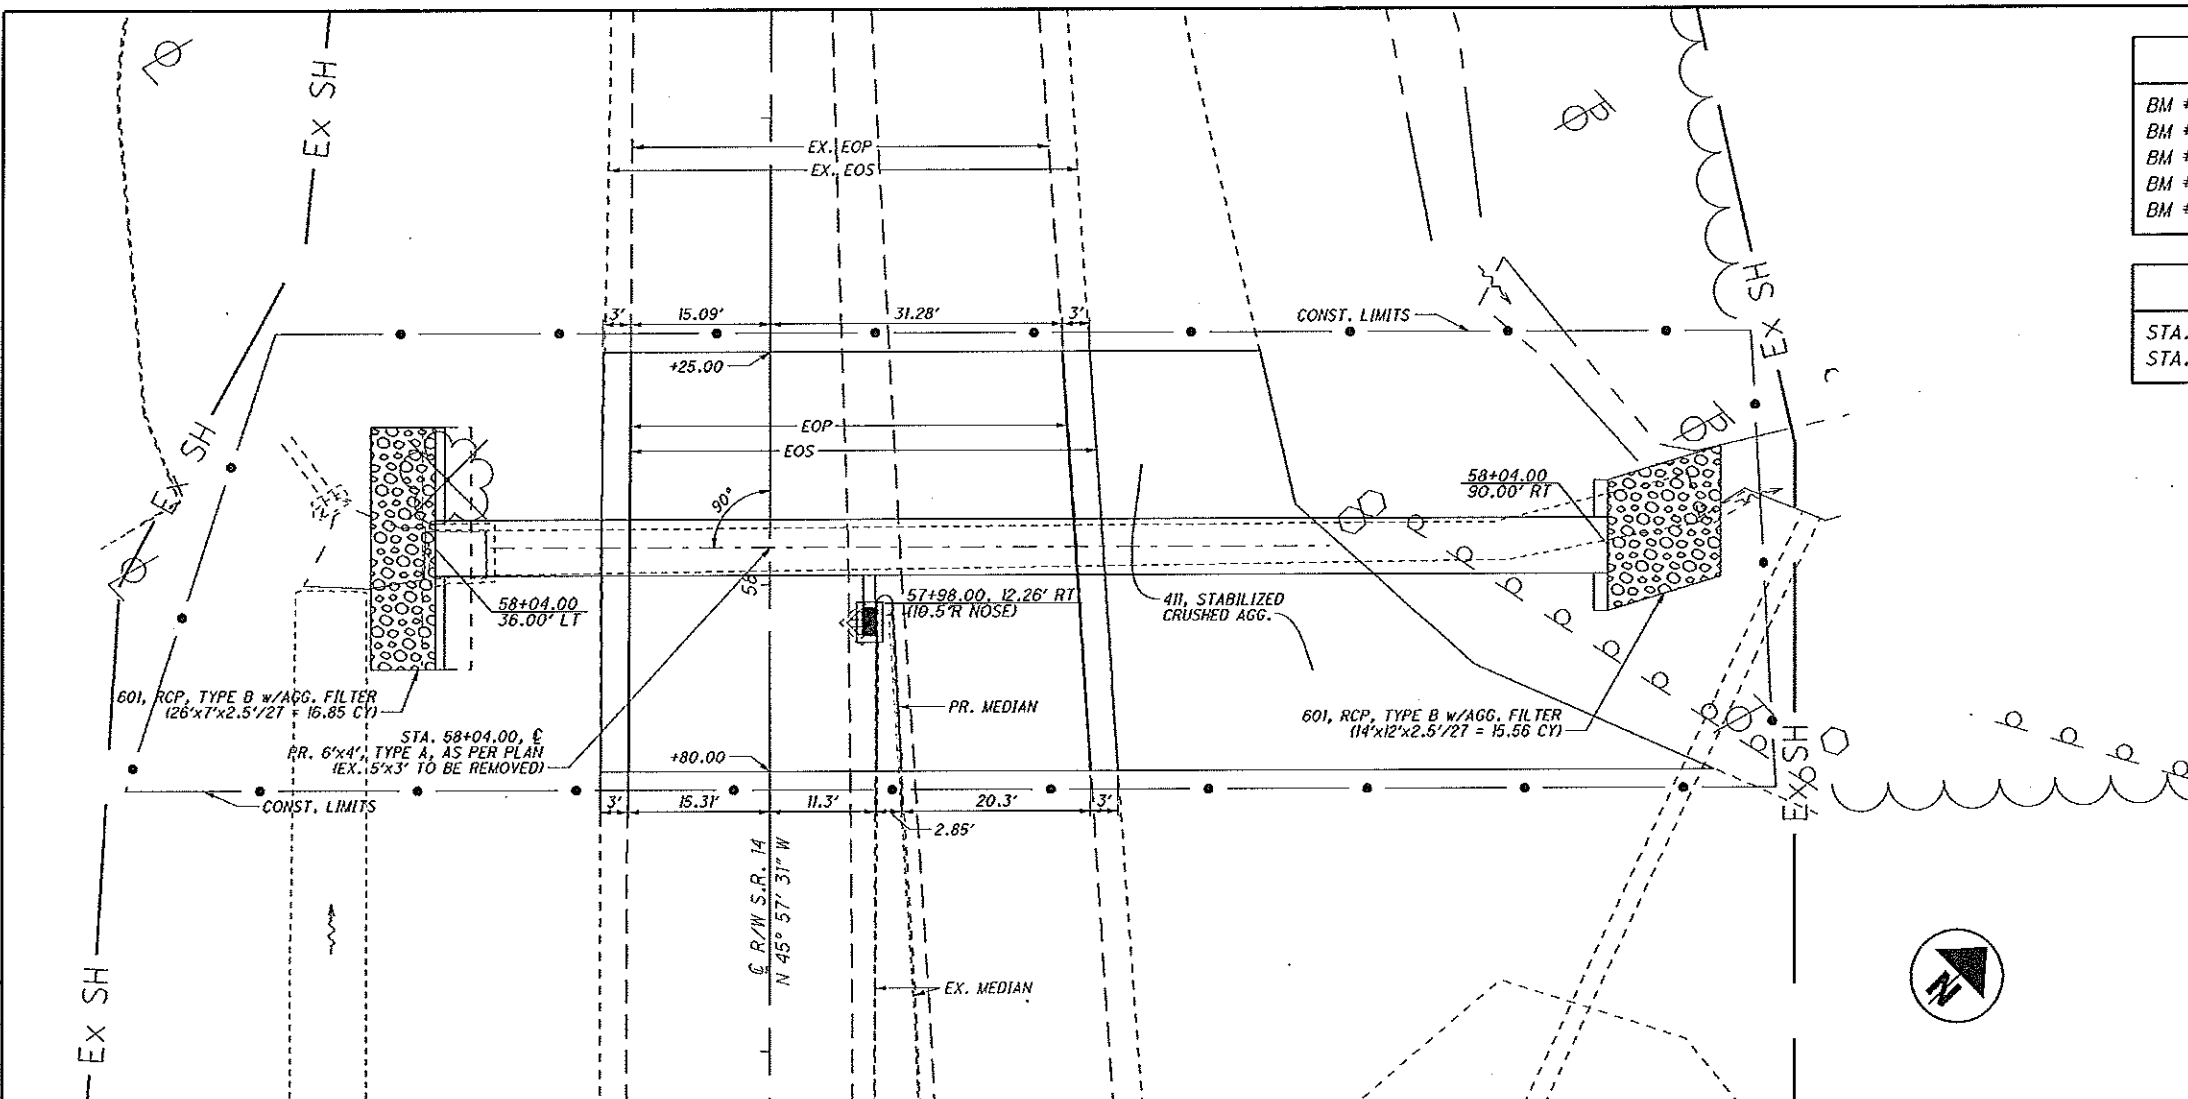 EX SH
BM #
BM #
BM #
BM #
BM #
EX. EOP
EX. EOS
EX SH
STA.
STA.
3'
15.09'
31.28'
3'
CONST. LIMITS
+25.00
EOP
EOS
EX SH
90°
58+04.00
90.00' RT
58
58+04.00
36.00' LT
57+98.00, 12.26' RT
(10.5'R NOSE)
411, STABILIZED
CRUSHED AGG.
601, RCP, TYPE B w/AGG. FILTER
(26'x7'x2.5'/27 = 16.85 CY)
PR. MEDIAN
601, RCP, TYPE B w/AGG. FILTER
(14'x12'x2.5'/27 = 15.56 CY)
STA. 58+04.00, ℄
PR. 6'x4', TYPE A, AS PER PLAN
(EX. 5'x3' TO BE REMOVED)
+80.00
EX SH
CONST. LIMITS
3'
15.31'
11.3'
20.3'
3'
2.85'
℄ R/W S.R. 14
N 45° 57' 31" W
EX. MEDIAN
EX SH
N